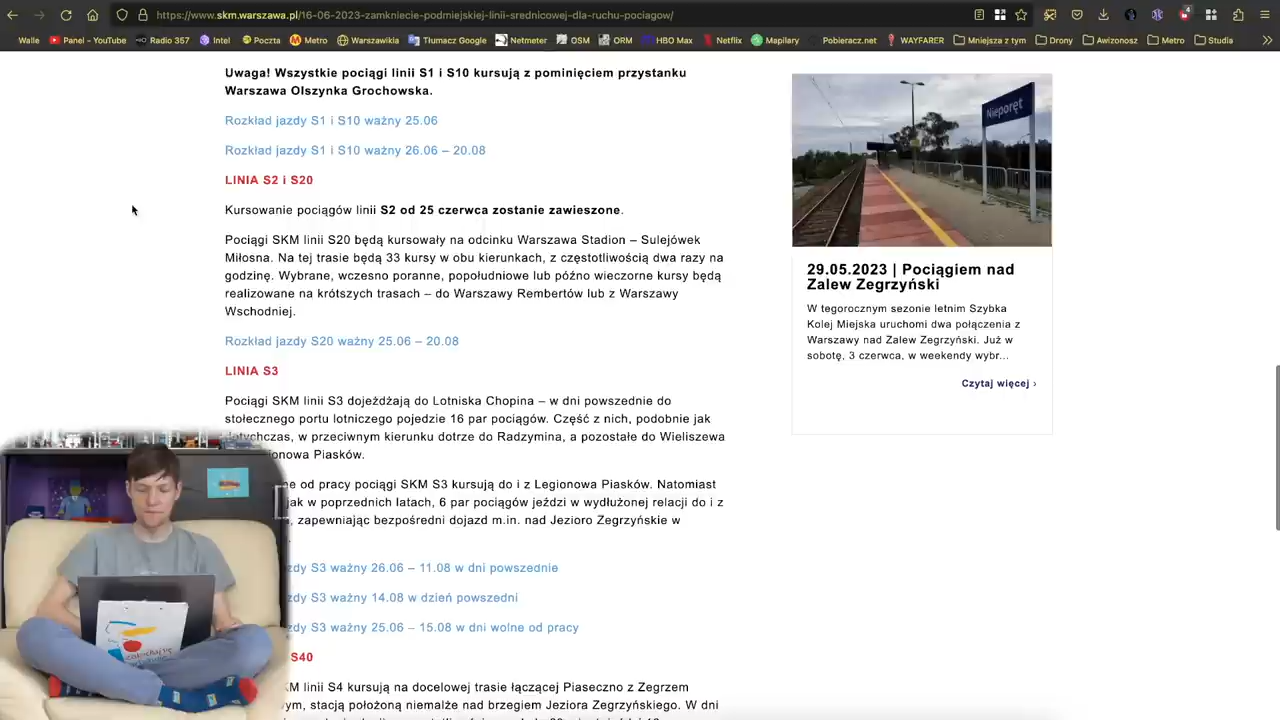 https://www.skm.warszawa.pl/16-06-2023-zamkniecie-podmiejskiej-linii-srednicowej-dla-ruchu-pociagow/
4
Walle Panel - YouTube Radio 357 Intel Poczta Metro Warszawikia Tłumacz Google Netmeter OSM ORM HBO Max Netflix Mapilary Pobieracz.net WAYFARER Mniejsza z tym Drony Awizonosz Metro Studia
Uwaga! Wszystkie pociągi linii S1 i S10 kursują z pominięciem przystanku
Warszawa Olszynka Grochowska.
Rozkład jazdy S1 i S10 ważny 25.06
Rozkład jazdy S1 i S10 ważny 26.06 – 20.08
LINIA S2 i S20
Kursowanie pociągów linii S2 od 25 czerwca zostanie zawieszone.
Pociągi SKM linii S20 będą kursowały na odcinku Warszawa Stadion – Sulejówek
Miłosna. Na tej trasie będą 33 kursy w obu kierunkach, z częstotliwością dwa razy na
godzinę. Wybrane, wczesno poranne, popołudniowe lub późno wieczorne kursy będą
realizowane na krótszych trasach – do Warszawy Rembertów lub z Warszawy
Wschodniej.
Rozkład jazdy S20 ważny 25.06 – 20.08
LINIA S3
Pociągi SKM linii S3 dojeżdżają do Lotniska Chopina – w dni powszednie do
stołecznego portu lotniczego pojedzie 16 par pociągów. Część z nich, podobnie jak
dotychczas, w przeciwnym kierunku dotrze do Radzymina, a pozostałe do Wieliszewa
ionowa Piasków.
ne od pracy pociągi SKM S3 kursują do i z Legionowa Piasków. Natomiast
jak w poprzednich latach, 6 par pociągów jeździ w wydłużonej relacji do i z
, zapewniając bezpośredni dojazd m.in. nad Jezioro Zegrzyńskie w
zdy S3 ważny 26.06 – 11.08 w dni powszednie
zdy S3 ważny 14.08 w dzień powszedni
zdy S3 ważny 25.06 – 15.08 w dni wolne od pracy
S40
KM linii S4 kursują na docelowej trasie łączącej Piaseczno z Zegrzem
ym, stacją położoną niemalże nad brzegiem Jeziora Zegrzyńskiego. W dni
Nieporęt
29.05.2023 | Pociągiem nad
Zalew Zegrzyński
W tegorocznym sezonie letnim Szybka
Kolej Miejska uruchomi dwa połączenia z
Warszawy nad Zalew Zegrzyński. Już w
sobotę, 3 czerwca, w weekendy wybr...
Czytaj więcej ›